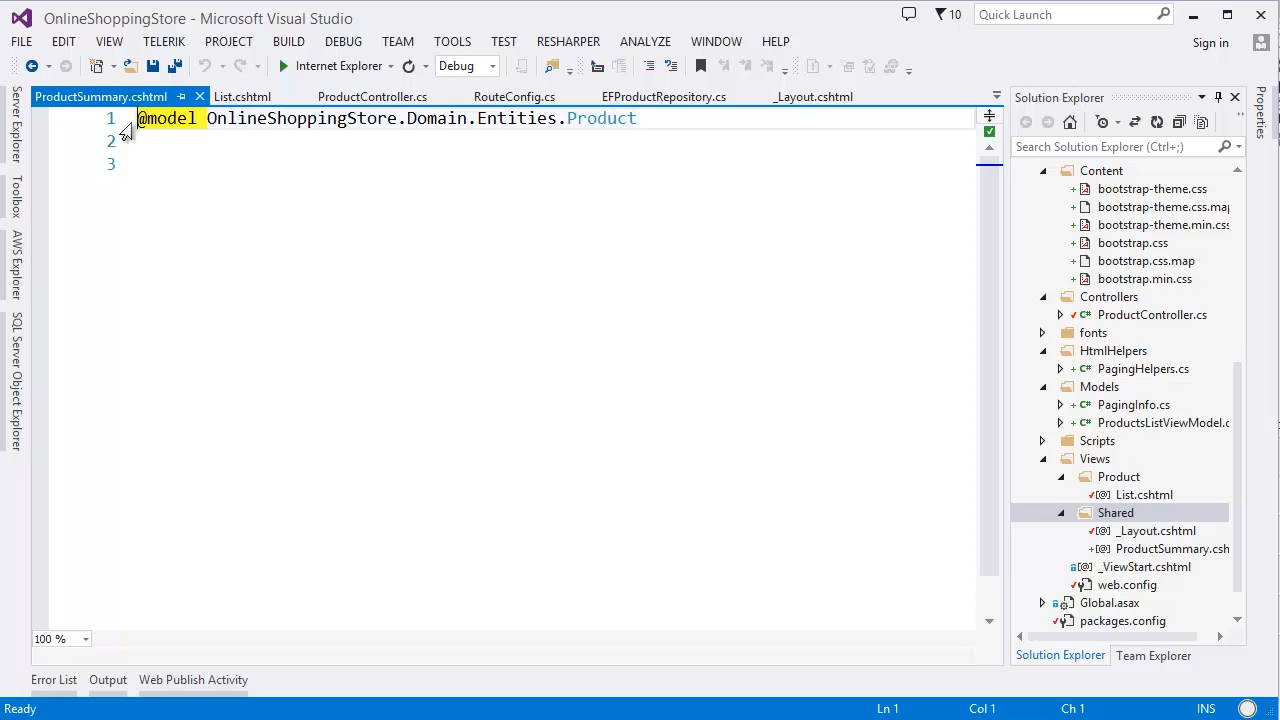 OnlineShoppingStore - Microsoft Visual Studio
10
Quick Launch
FILE EDIT VIEW TELERIK PROJECT BUILD DEBUG TEAM TOOLS TEST RESHARPER ANALYZE WINDOW HELP
Sign in
Internet Explorer
Debug
ProductSummary.cshtml List.cshtml ProductController.cs RouteConfig.cs EFProductRepository.cs _Layout.cshtml
1 @model OnlineShoppingStore.Domain.Entities.Product
2
3
Server Explorer
Toolbox
AWS Explorer
SQL Server Object Explorer
100 %
Solution Explorer
Search Solution Explorer (Ctrl+;)
Content
bootstrap-theme.css
bootstrap-theme.css.map
bootstrap-theme.min.css
bootstrap.css
bootstrap.css.map
bootstrap.min.css
Controllers
ProductController.cs
fonts
HtmlHelpers
PagingHelpers.cs
Models
PagingInfo.cs
ProductsListViewModel.c
Scripts
Views
Product
List.cshtml
Shared
_Layout.cshtml
ProductSummary.csh
_ViewStart.cshtml
web.config
Global.asax
packages.config
Solution Explorer Team Explorer
Properties
Error List Output Web Publish Activity
Ready Ln 1 Col 1 Ch 1 INS